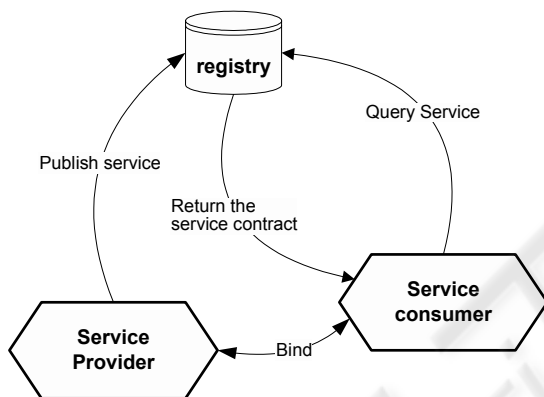 registry
Query Service
Publish service
Return the
service contract
Service
consumer
Service
Provider
Bind